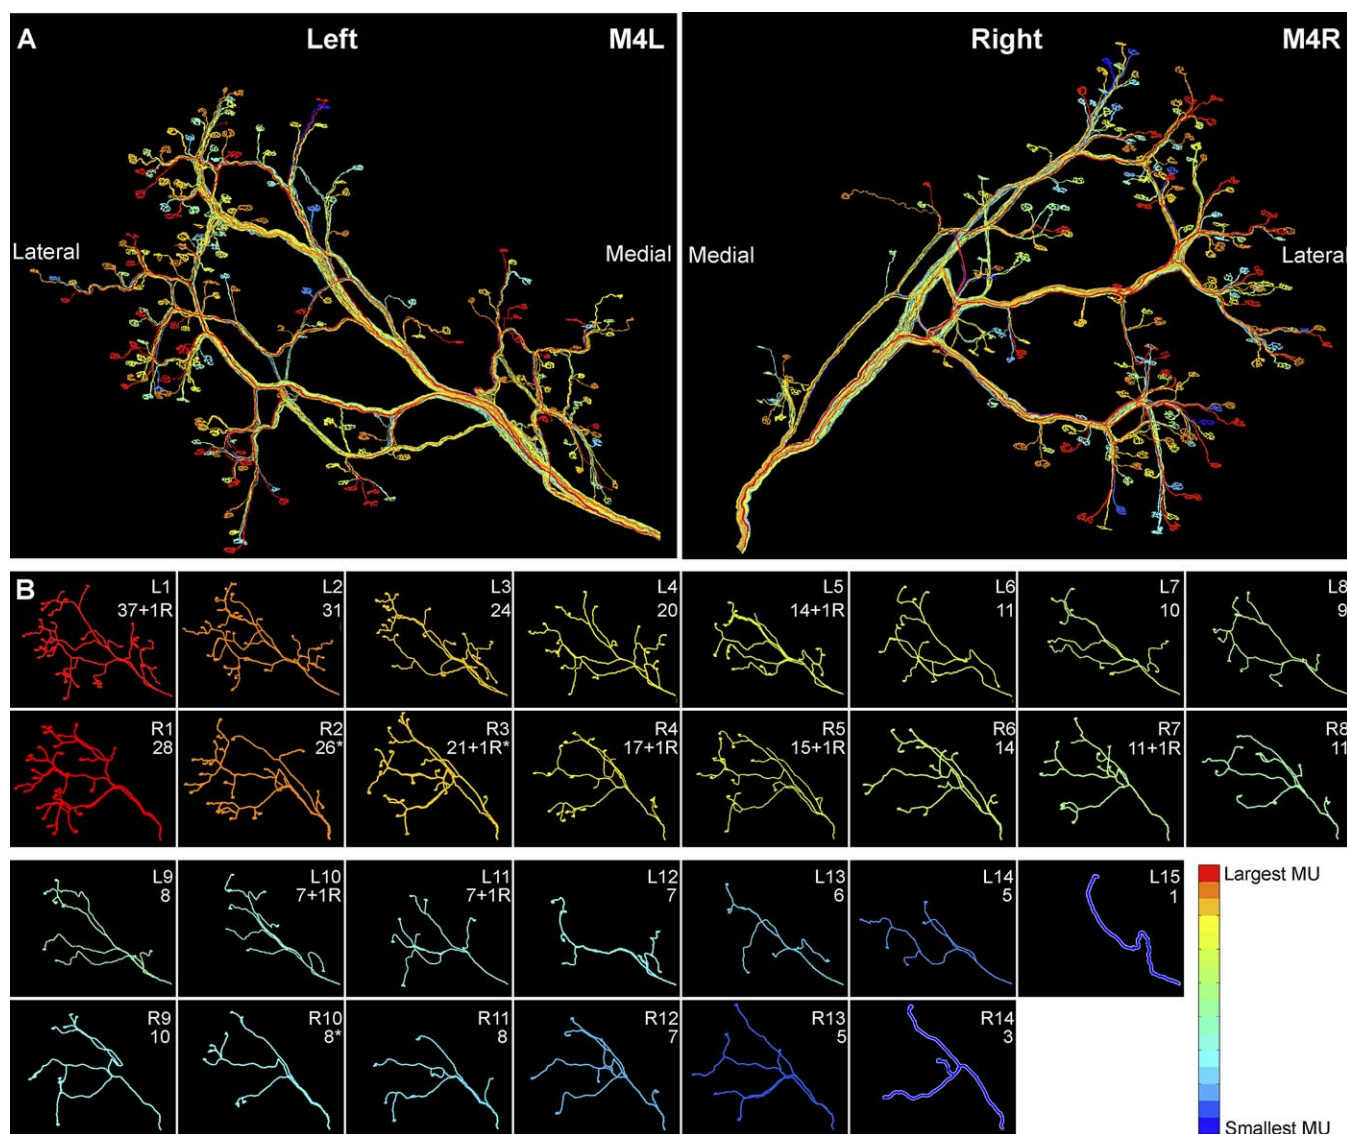 A Left M4L
Right M4R
Lateral Medial
Medial Lateral
B
L1 L2 L3 L4 L5 L6 L7 L8
37+1R 31 24 20 14+1R 11 10 9
R1 R2 R3 R4 R5 R6 R7 R8
28 26* 21+1R* 17+1R 15+1R 14 11+1R 11
L9 L10 L11 L12 L13 L14 L15
8 7+1R 7+1R 7 6 5 1
R9 R10 R11 R12 R13 R14
10 8* 8 7 5 3
Largest MU
Smallest MU